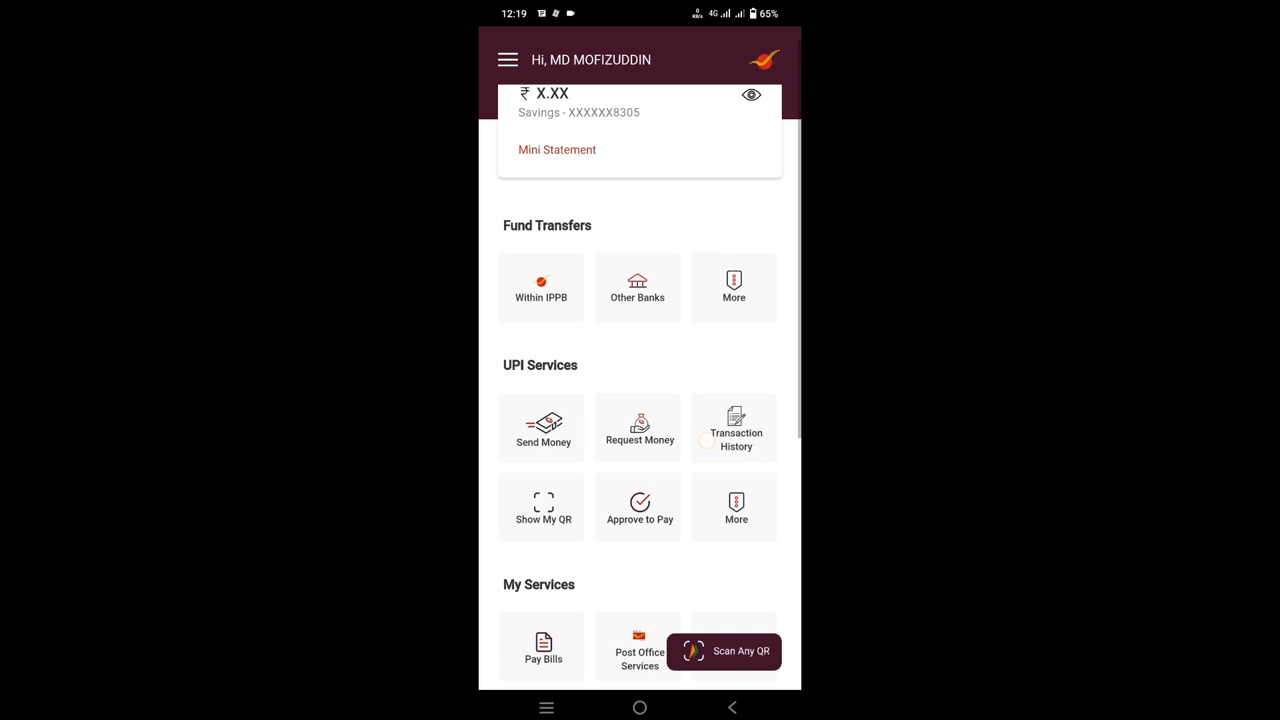 12:19
0
KB/s
4G
65%
Hi, MD MOFIZUDDIN
₹ X.XX
Savings - XXXXXX8305
Mini Statement
Fund Transfers
Within IPPB
Other Banks
More
UPI Services
Send Money
Request Money
Transaction
History
Show My QR
Approve to Pay
More
My Services
Pay Bills
Post Office
Services
Scan Any QR